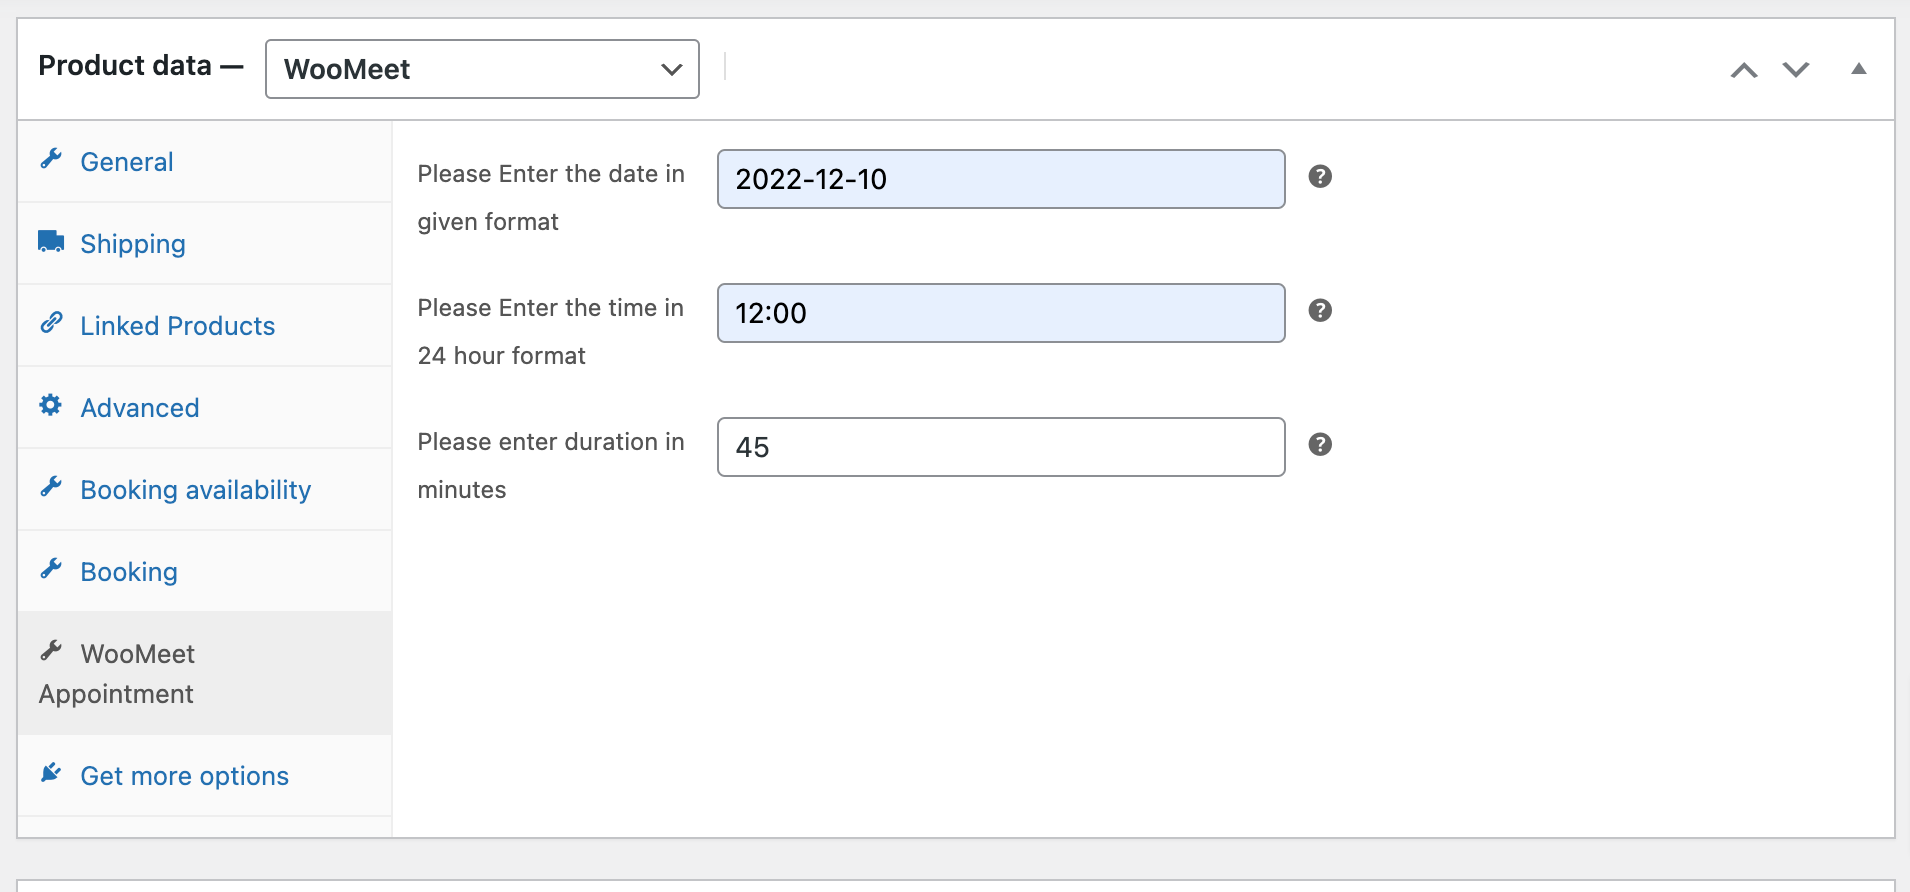 Product data —
WooMeet
General
Shipping
Linked Products
Advanced
Booking availability
Booking
WooMeet
Appointment
Get more options
Please Enter the date in
given format
2022-12-10
Please Enter the time in
24 hour format
12:00
Please enter duration in
minutes
45